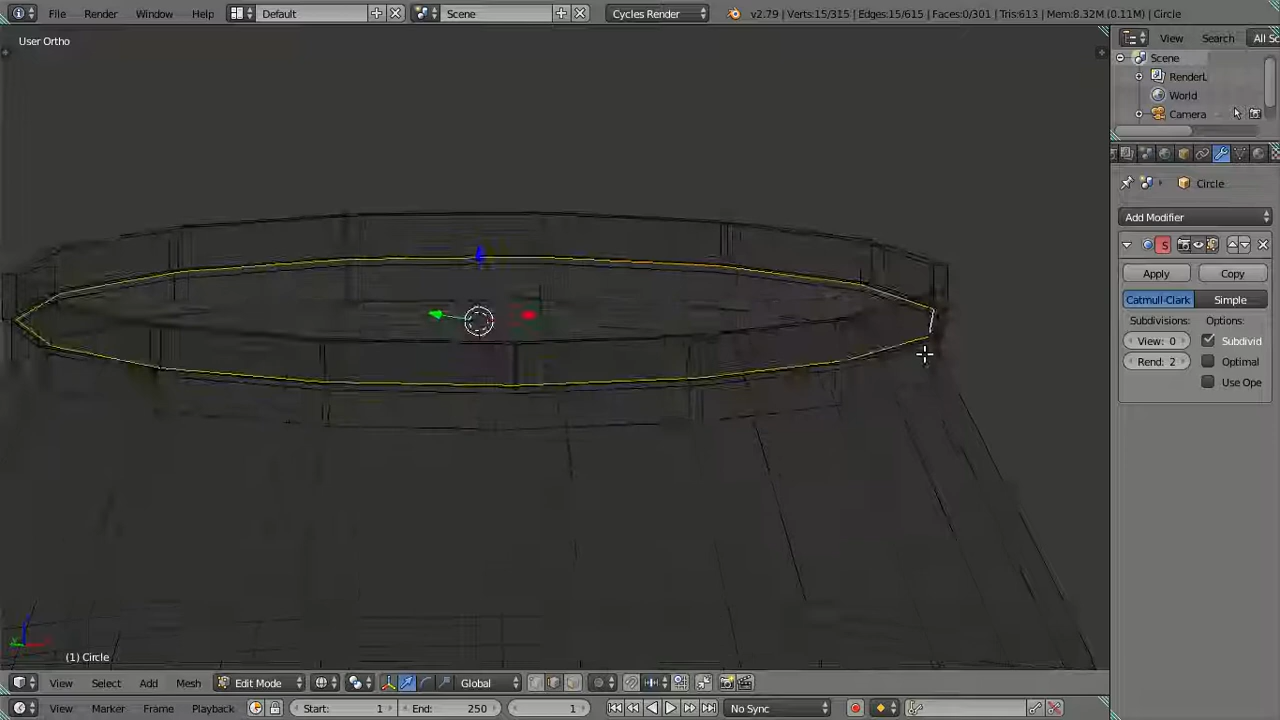 File Render Window Help Default Scene Cycles Render v2.79 | Verts:15/315 | Edges:15/615 | Faces:0/301 | Tris:613 | Mem:8.32M (0.11M) | Circle
User Ortho
View Search All Sc
Scene
RenderL
World
Camera
Circle
Add Modifier
S
Apply Copy
Catmull-Clark Simple
Subdivisions: Options:
View: 0 Subdivid
Rend: 2 Optimal
Use Ope
(1) Circle
View Select Add Mesh Edit Mode Global
View Marker Frame Playback Start: 1 End: 250 1 No Sync